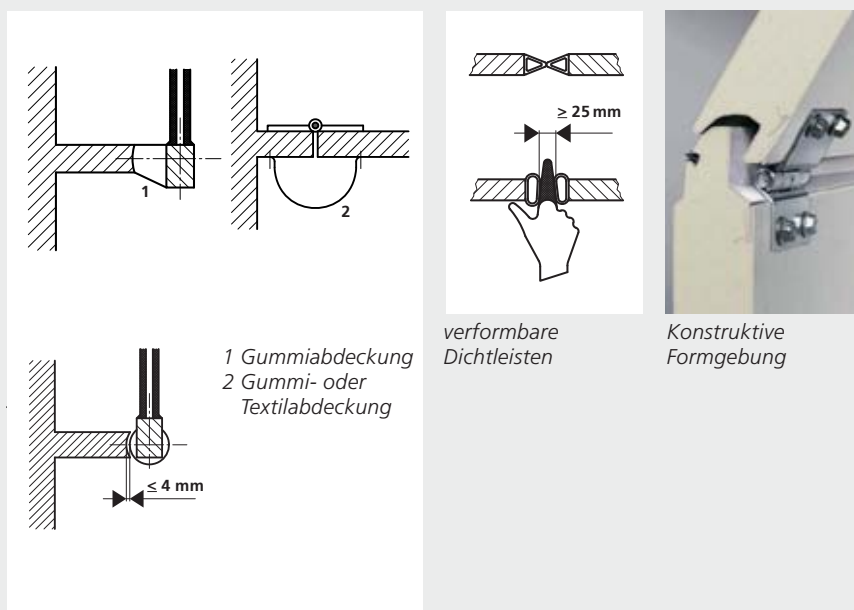 1
2
1 Gummiabdeckung
2 Gummi- oder
Textilabdeckung
≤ 4 mm
≥ 25 mm
verformbare
Dichtleisten
Konstruktive
Formgebung